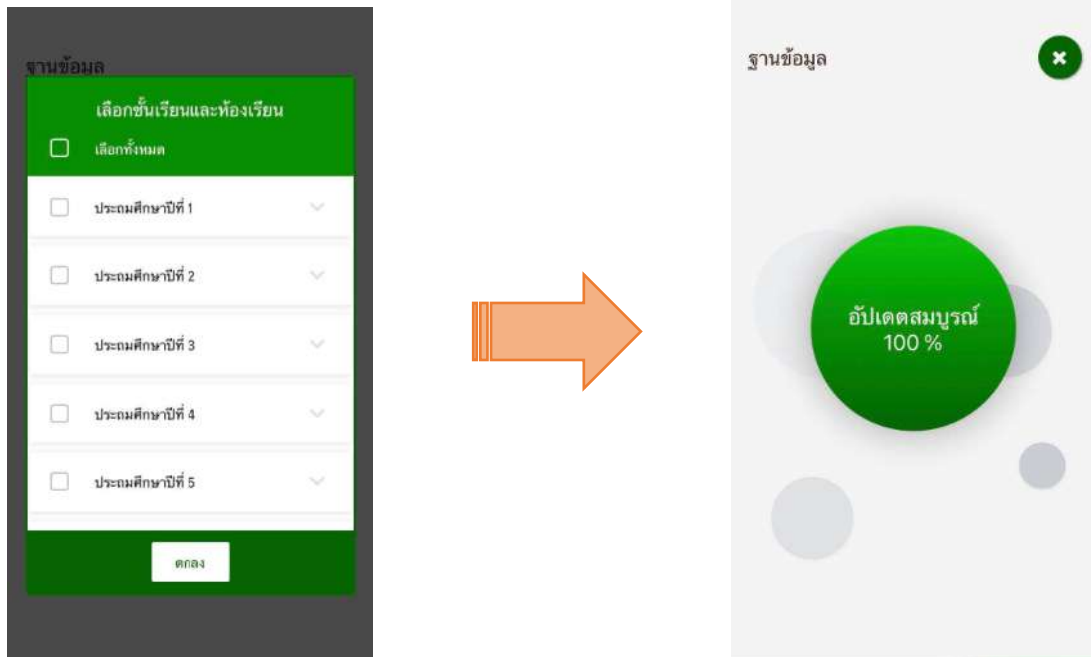 ฐานข้อมูล
เลือกชั้นเรียนและห้องเรียน
เลือกทั้งหมด
ประถมศึกษาปีที่ 1
ประถมศึกษาปีที่ 2
ประถมศึกษาปีที่ 3
ประถมศึกษาปีที่ 4
ประถมศึกษาปีที่ 5
ตกลง
ฐานข้อมูล
อัปเดตสมบูรณ์
100 %